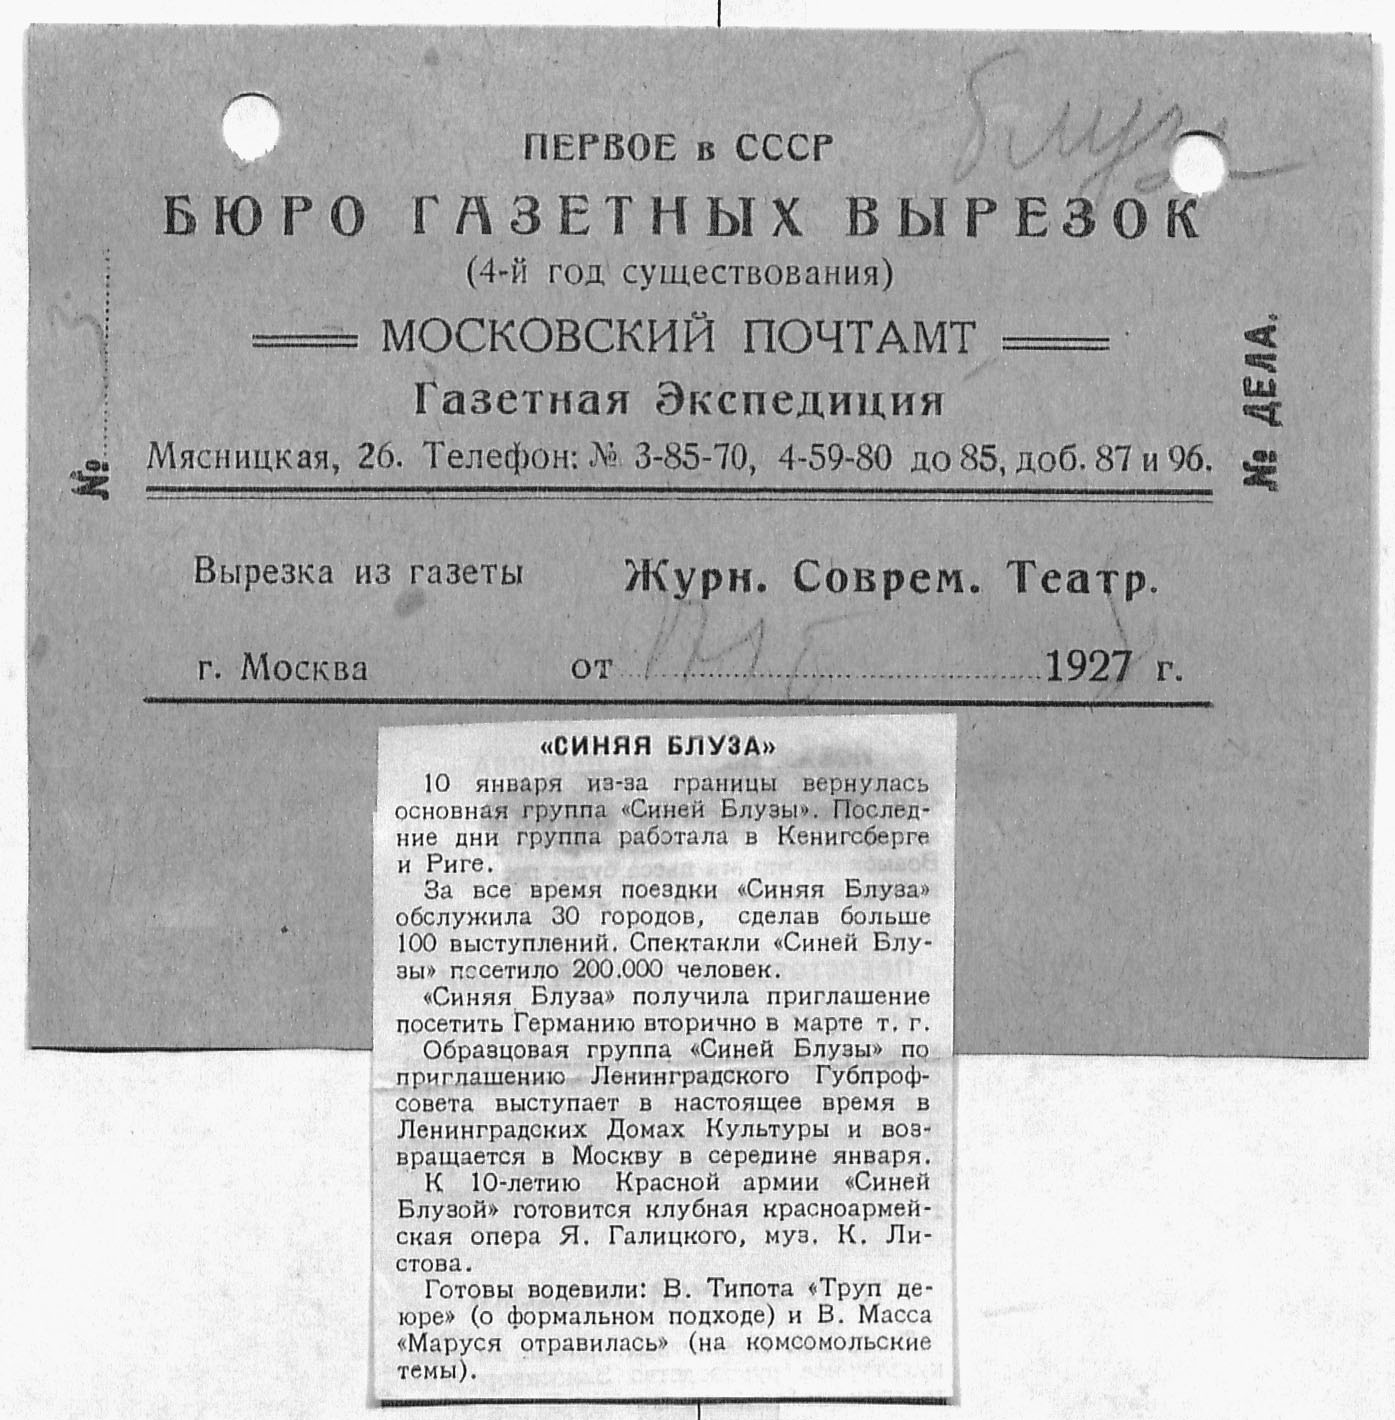 блуза
ПЕРВОЕ в СССР
БЮРО ГАЗЕТНЫХ ВЫРЕЗОК
(4-й год существования)
МОСКОВСКИЙ ПОЧТАМТ
Газетная Экспедиция
Мясницкая, 26. Телефон: № 3-85-70, 4-59-80 до 85, доб. 87 и 96.
№
№ ДЕЛА.
Вырезка из газеты Журн. Соврем. Театр.
г. Москва от 1927 г.
«СИНЯЯ БЛУЗА»
10 января из-за границы вернулась
основная группа «Синей Блузы». Послед-
ние дни группа работала в Кенигсберге
и Риге.
За все время поездки «Синяя Блуза»
обслужила 30 городов, сделав больше
100 выступлений. Спектакли «Синей Блу-
зы» посетило 200.000 человек.
«Синяя Блуза» получила приглашение
посетить Германию вторично в марте т. г.
Образцовая группа «Синей Блузы» по
приглашению Ленинградского Губпроф-
совета выступает в настоящее время в
Ленинградских Домах Культуры и воз-
вращается в Москву в середине января.
К 10-летию Красной армии «Синей
Блузой» готовится клубная красноармей-
ская опера Я. Галицкого, муз. К. Ли-
стова.
Готовы водевили: В. Типота «Труп де-
юре» (о формальном подходе) и В. Масса
«Маруся отравилась» (на комсомольские
темы).